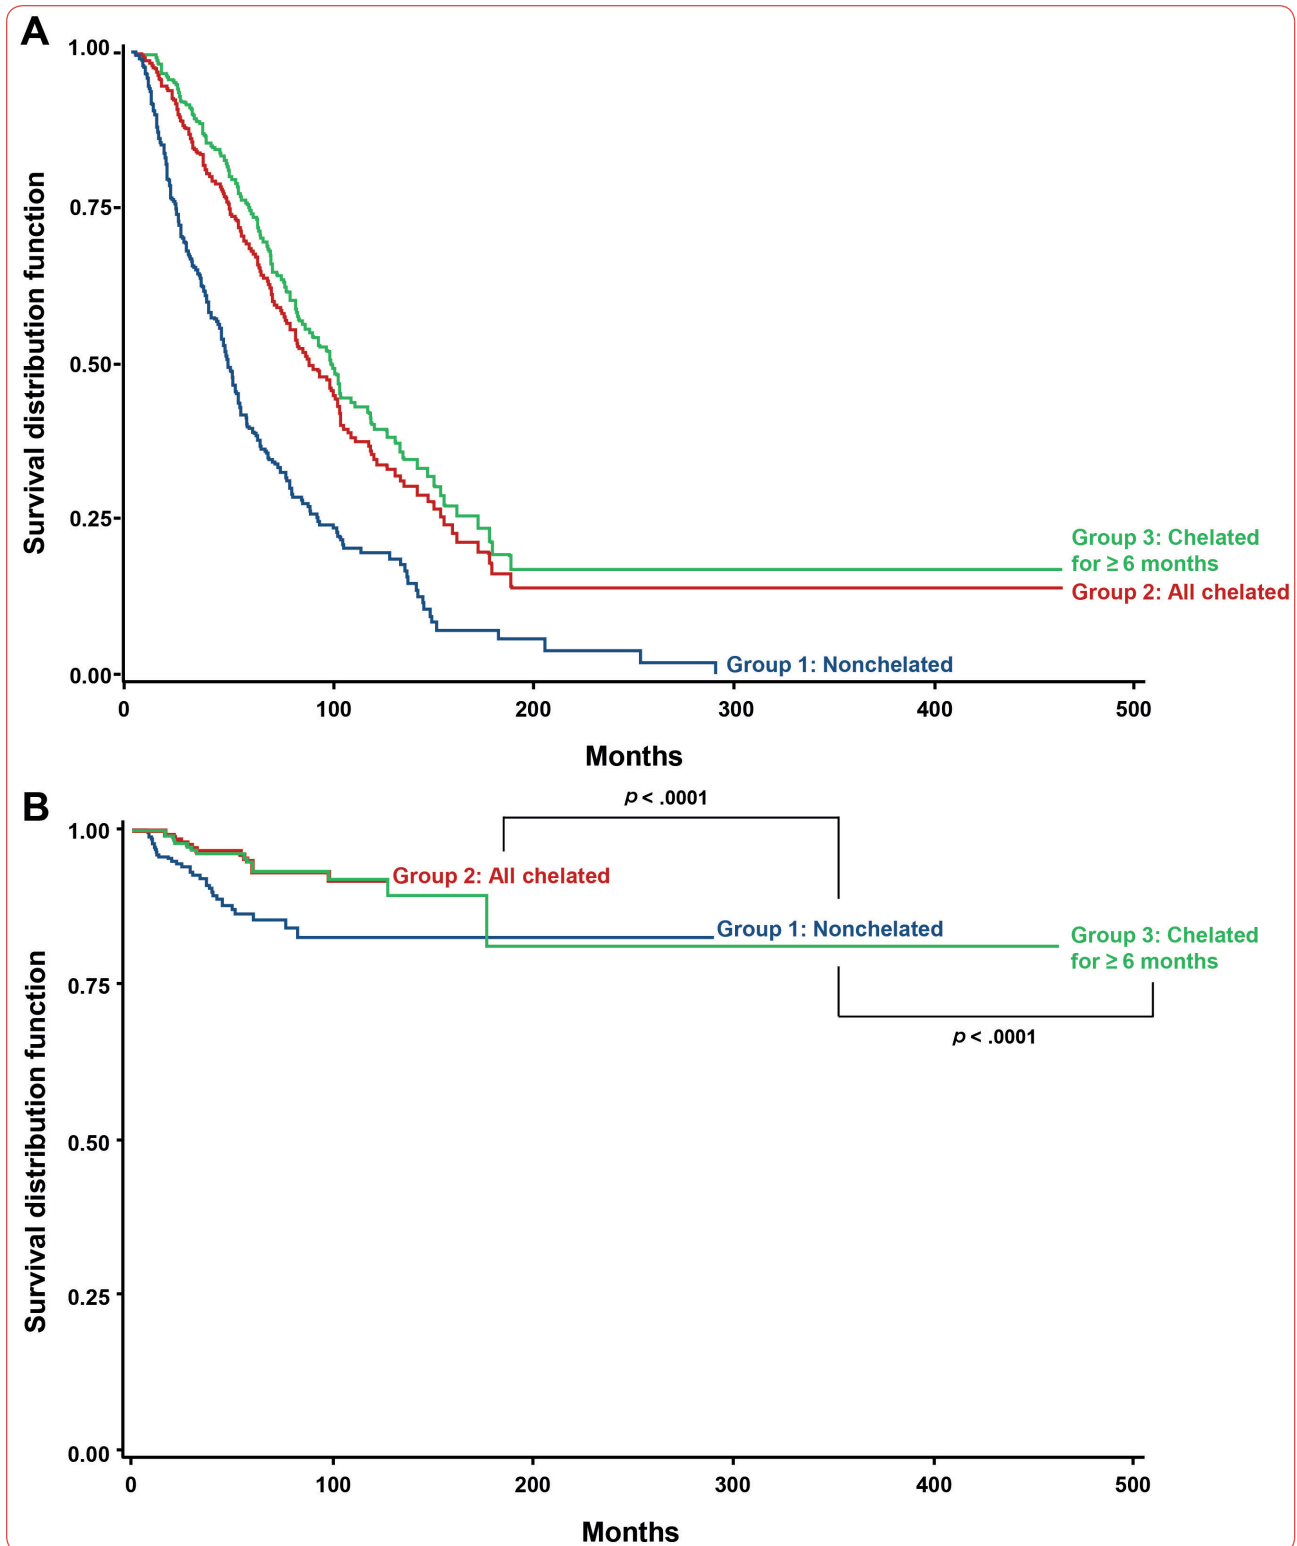 A
1.00
0.75
0.50
0.25
0.00
Survival distribution function
Group 3: Chelated
for ≥ 6 months
Group 2: All chelated
Group 1: Nonchelated
0 100 200 300 400 500
Months
B
p < .0001
1.00
0.75
0.50
0.25
0.00
Survival distribution function
Group 2: All chelated
Group 1: Nonchelated
Group 3: Chelated
for ≥ 6 months
p < .0001
0 100 200 300 400 500
Months